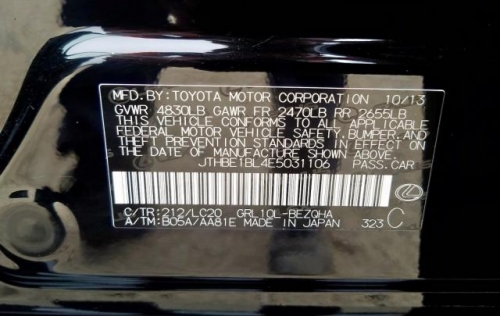 MFD.BY:TOYOTA MOTOR CORPORATION 10/13
GVWR 4830LB GAWR FR 2470LB RR 2655LB
THIS VEHICLE CONFORMS TO ALL APPLICABLE
FEDERAL MOTOR VEHICLE SAFETY, BUMPER, AND
THEFT PREVENTION STANDARDS IN EFFECT ON THE
DATE OF MANUFACTURE SHOWN ABOVE.
JTHBE1BL4E5031106 PASS.CAR
C/TR:212/LC20 GRL10L-BEZQHA
A/TM:B05A/AA81E MADE IN JAPAN 323 C